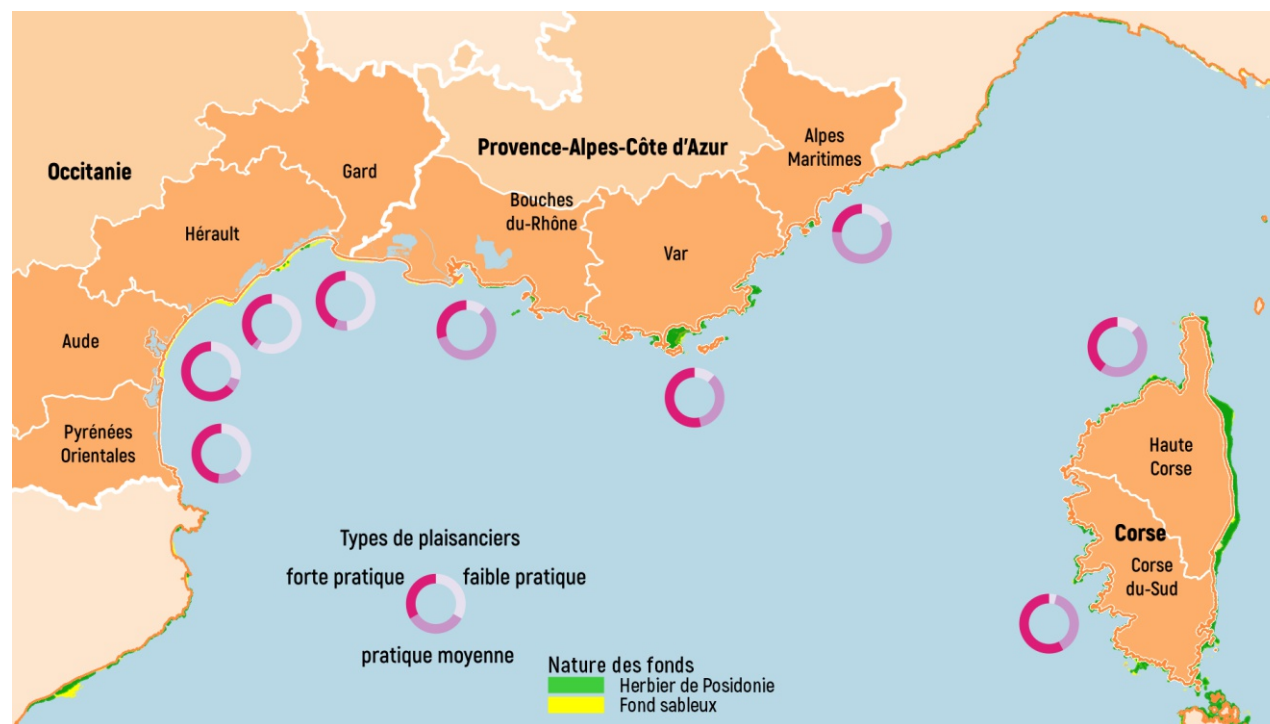 Occitanie
Provence-Alpes-Côte d'Azur
Alpes
Maritimes
Gard
Bouches
du-Rhône
Hérault
Var
Aude
Pyrénées
Orientales
Haute
Corse
Corse
Corse
du-Sud
Types de plaisanciers
forte pratique
faible pratique
pratique moyenne
Nature des fonds
Herbier de Posidonie
Fond sableux